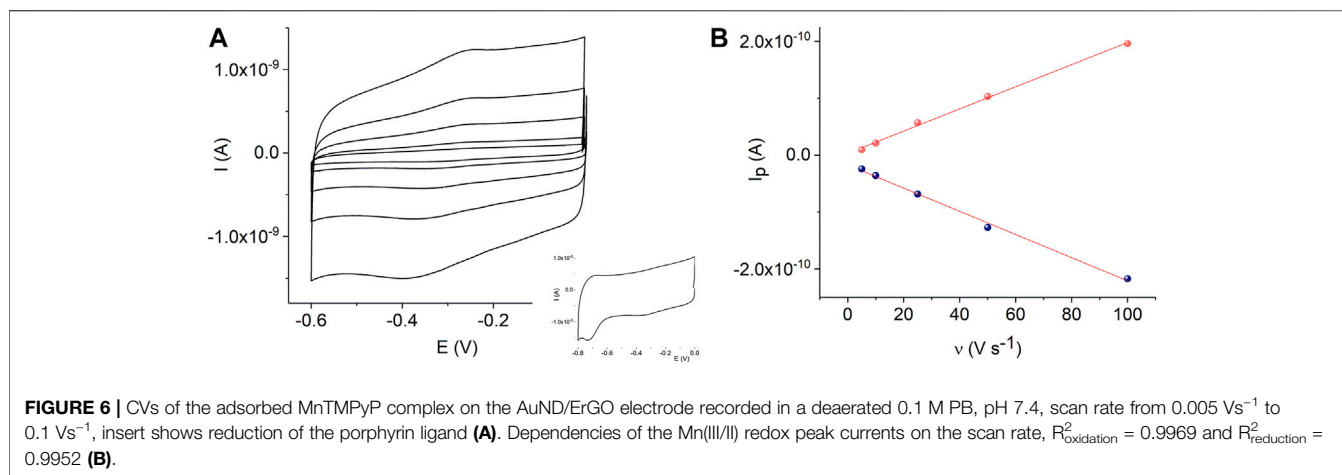 A
B
1.0x10⁻⁹
0.0
-1.0x10⁻⁹
I (A)
-0.6
-0.4
-0.2
E (V)
0.0
-1.0x10⁻⁹
I (A)
-0.8
-0.6
-0.4
-0.2
0.0
E (V)
2.0x10⁻¹⁰
0.0
-2.0x10⁻¹⁰
Iₚ (A)
0
20
40
60
80
100
ν (V s⁻¹)
FIGURE 6 | CVs of the adsorbed MnTMPyP complex on the AuND/ErGO electrode recorded in a deaerated 0.1 M PB, pH 7.4, scan rate from 0.005 Vs⁻¹ to
0.1 Vs⁻¹, insert shows reduction of the porphyrin ligand (A). Dependencies of the Mn(III/II) redox peak currents on the scan rate, R²oxidation = 0.9969 and R²reduction =
0.9952 (B).